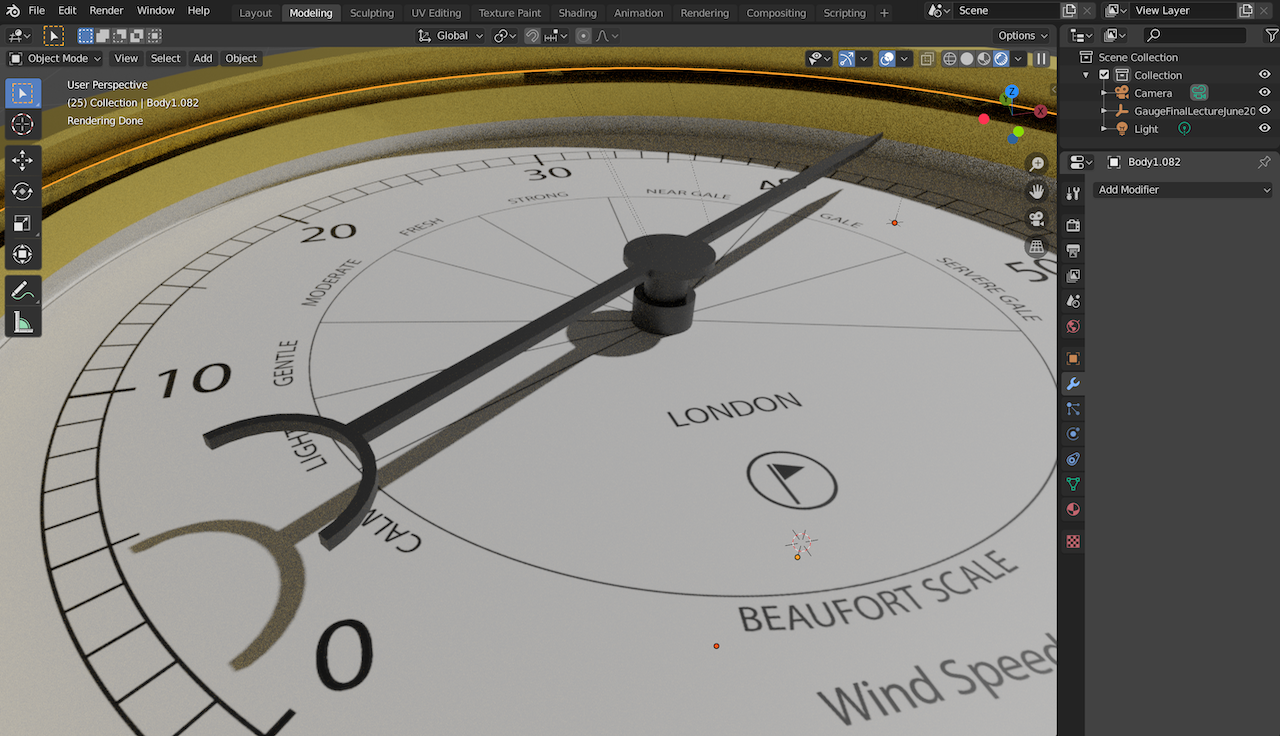 File Edit Render Window Help
Layout Modeling Sculpting UV Editing Texture Paint Shading Animation Rendering Compositing Scripting +
Scene
View Layer
Global
Options
Object Mode View Select Add Object
User Perspective
(25) Collection | Body1.082
Rendering Done
Z
Y
X
Scene Collection
Collection
Camera
GaugeFinalLectureJune20
Light
Body1.082
Add Modifier
0
10
20
30
50
CALM
LIGHT
GENTLE
MODERATE
FRESH
STRONG
NEAR GALE
GALE
SERVERE GALE
LONDON
BEAUFORT SCALE
Wind Speed